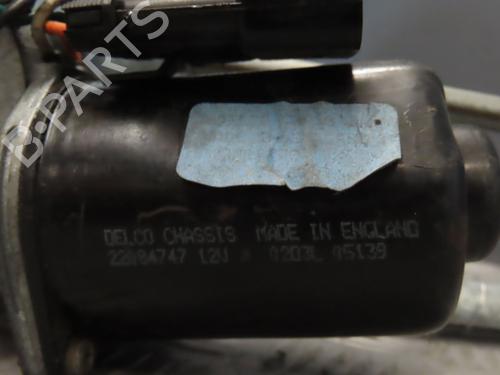 B-PARTS
DELCO CHASSIS MADE IN ENGLAND
22084747 12V 0203L 05139